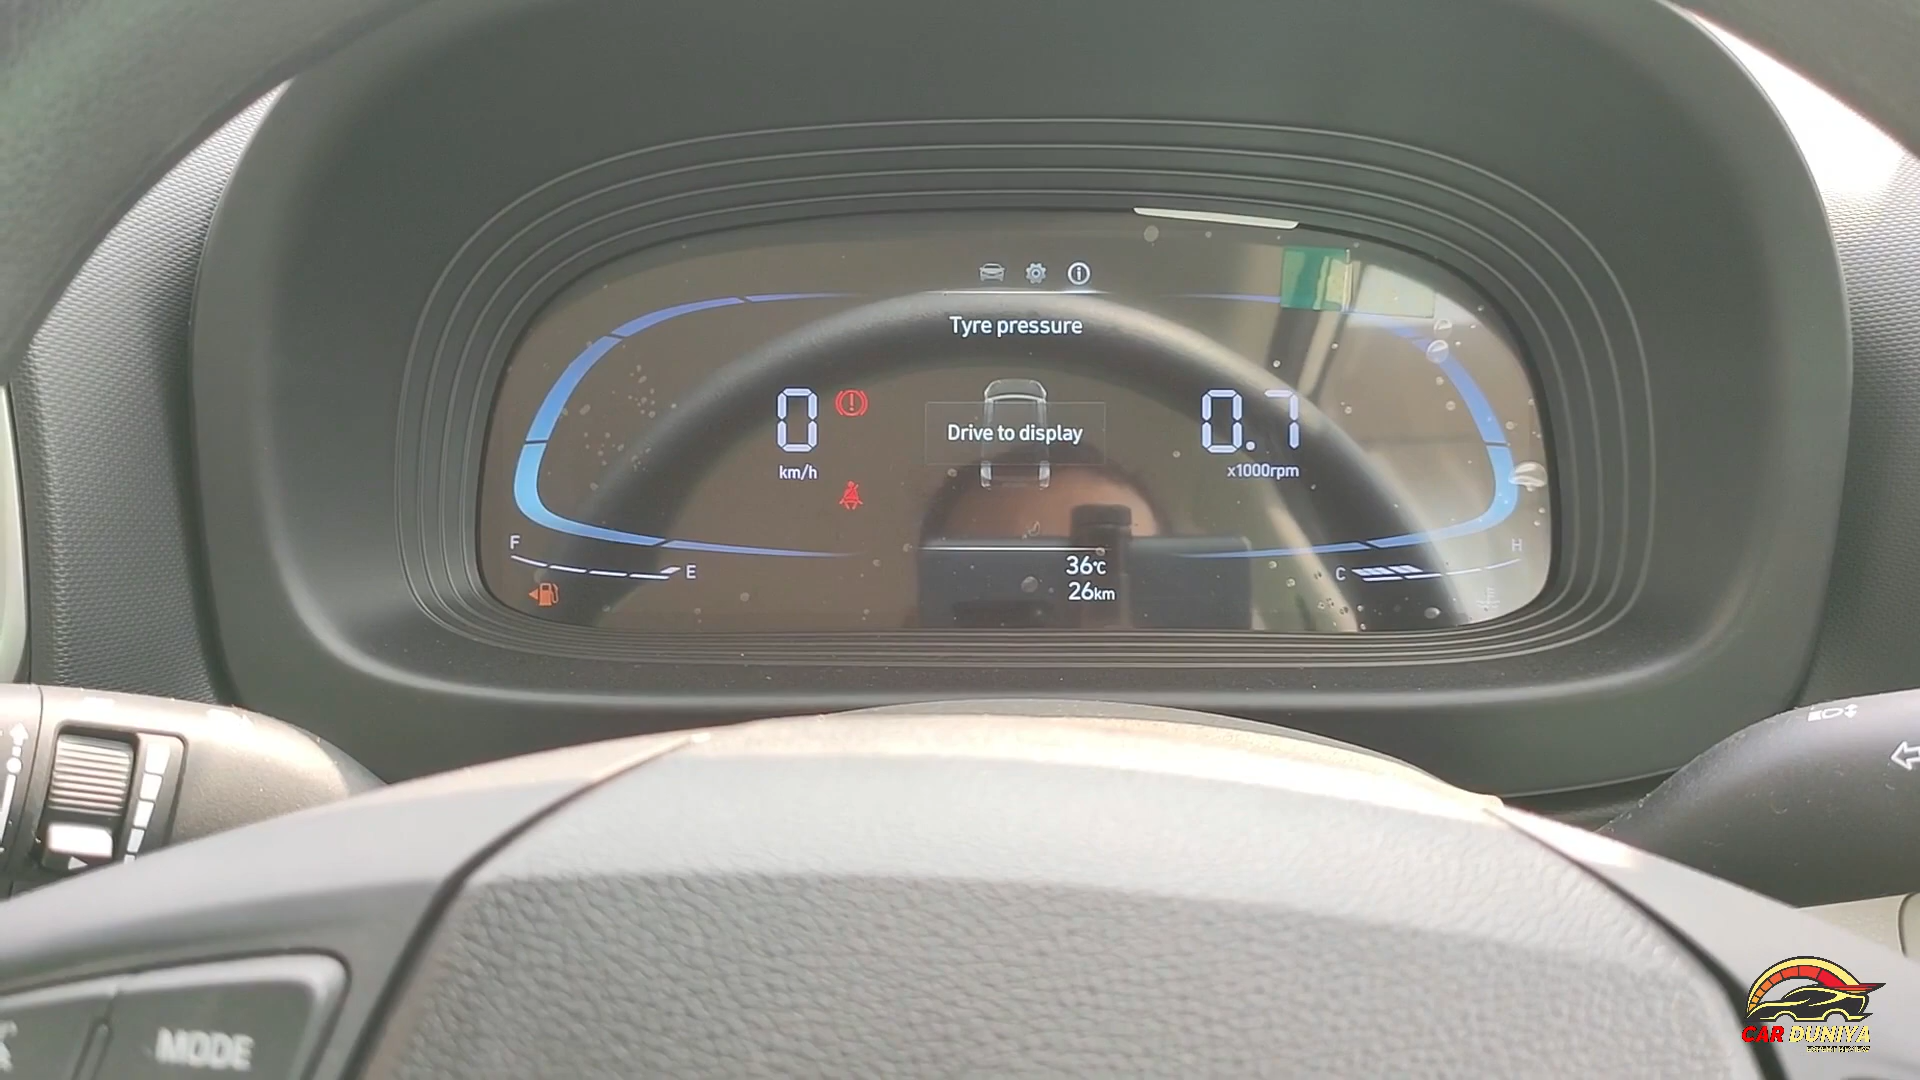 Tyre pressure
0
km/h
Drive to display
0.7
x1000rpm
F
E
C
H
36℃
26km
MODE
CAR DUNIYA